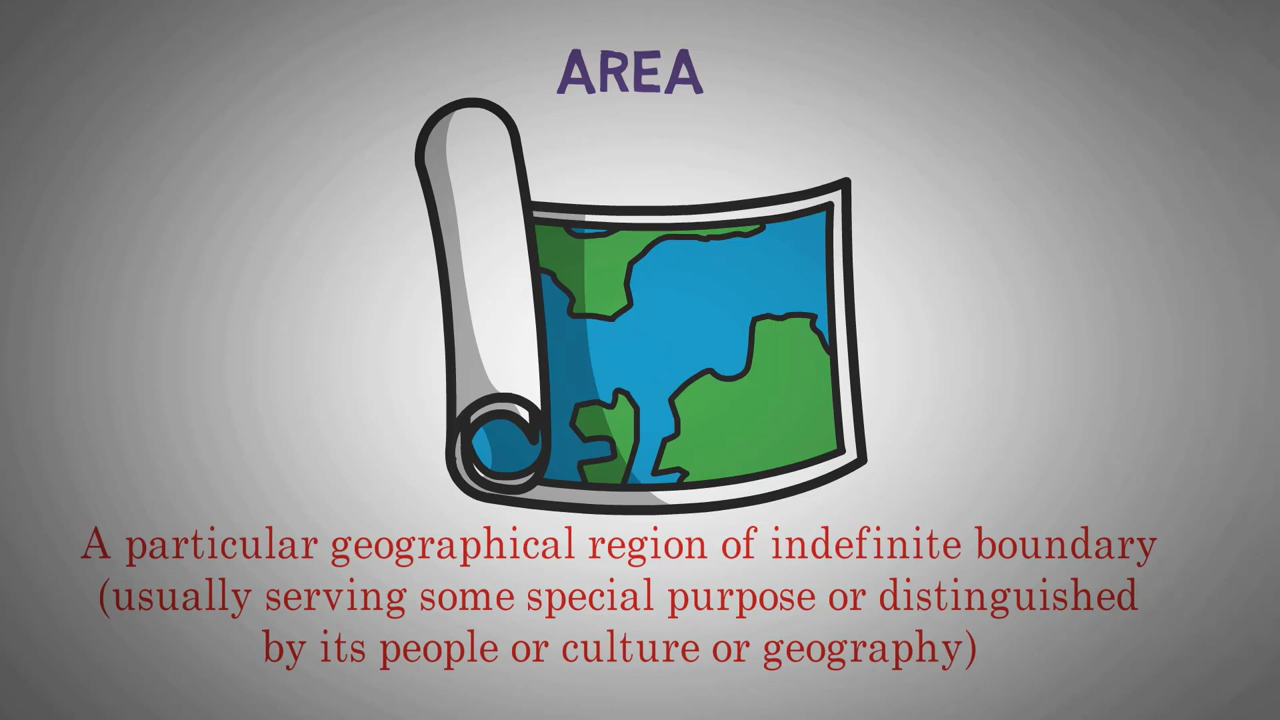 AREA
A particular geographical region of indefinite boundary
(usually serving some special purpose or distinguished
by its people or culture or geography)